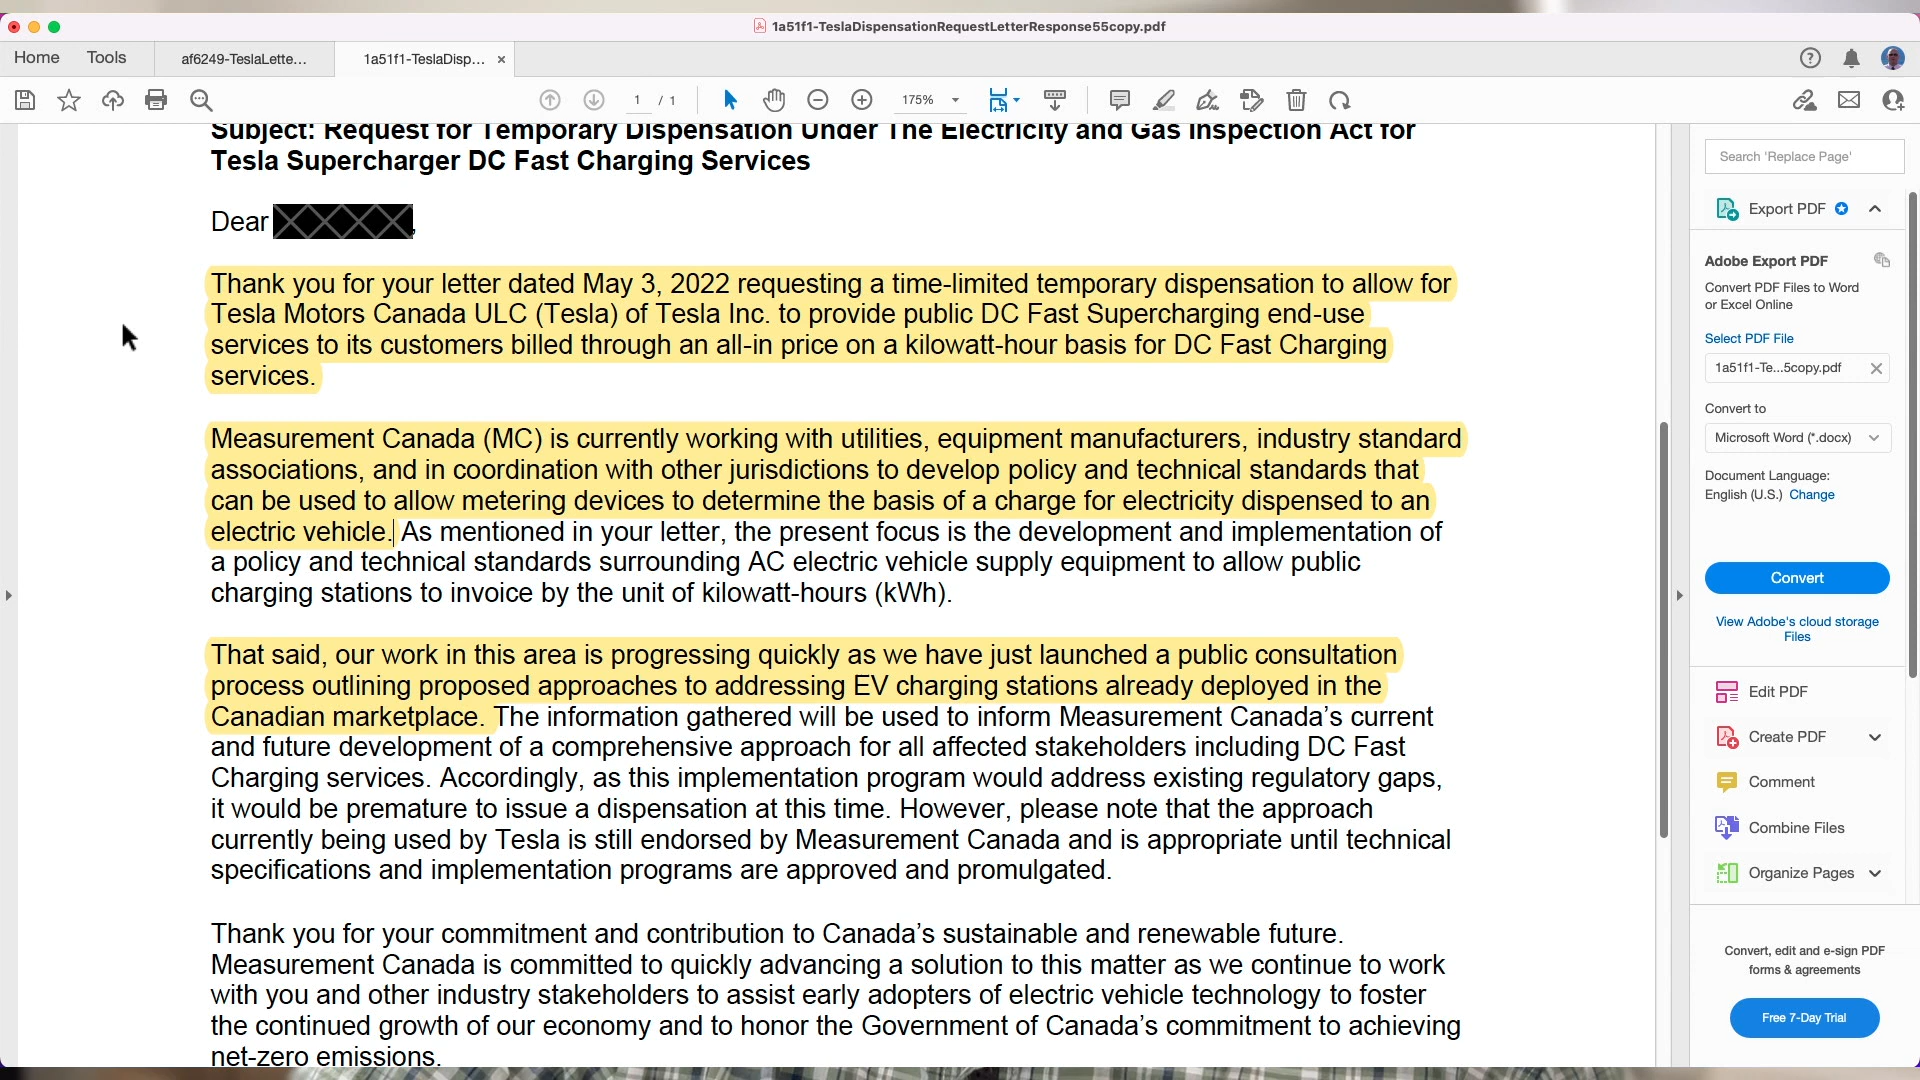 1a51f1-TeslaDispensationRequestLetterResponse55copy.pdf
Home
Tools
af6249-TeslaLette...
1a51f1-TeslaDisp...
1 / 1
175%
Subject: Request for Temporary Dispensation Under The Electricity and Gas Inspection Act for
Tesla Supercharger DC Fast Charging Services
Dear ,
Thank you for your letter dated May 3, 2022 requesting a time-limited temporary dispensation to allow for
Tesla Motors Canada ULC (Tesla) of Tesla Inc. to provide public DC Fast Supercharging end-use
services to its customers billed through an all-in price on a kilowatt-hour basis for DC Fast Charging
services.
Measurement Canada (MC) is currently working with utilities, equipment manufacturers, industry standard
associations, and in coordination with other jurisdictions to develop policy and technical standards that
can be used to allow metering devices to determine the basis of a charge for electricity dispensed to an
electric vehicle. As mentioned in your letter, the present focus is the development and implementation of
a policy and technical standards surrounding AC electric vehicle supply equipment to allow public
charging stations to invoice by the unit of kilowatt-hours (kWh).
That said, our work in this area is progressing quickly as we have just launched a public consultation
process outlining proposed approaches to addressing EV charging stations already deployed in the
Canadian marketplace. The information gathered will be used to inform Measurement Canada's current
and future development of a comprehensive approach for all affected stakeholders including DC Fast
Charging services. Accordingly, as this implementation program would address existing regulatory gaps,
it would be premature to issue a dispensation at this time. However, please note that the approach
currently being used by Tesla is still endorsed by Measurement Canada and is appropriate until technical
specifications and implementation programs are approved and promulgated.
Thank you for your commitment and contribution to Canada's sustainable and renewable future.
Measurement Canada is committed to quickly advancing a solution to this matter as we continue to work
with you and other industry stakeholders to assist early adopters of electric vehicle technology to foster
the continued growth of our economy and to honor the Government of Canada's commitment to achieving
net-zero emissions.
Search 'Replace Page'
Export PDF
Adobe Export PDF
Convert PDF Files to Word
or Excel Online
Select PDF File
1a51f1-Te...5copy.pdf
Convert to
Microsoft Word (*.docx)
Document Language:
English (U.S.) Change
Convert
View Adobe's cloud storage
Files
Edit PDF
Create PDF
Comment
Combine Files
Organize Pages
Convert, edit and e-sign PDF
forms & agreements
Free 7-Day Trial